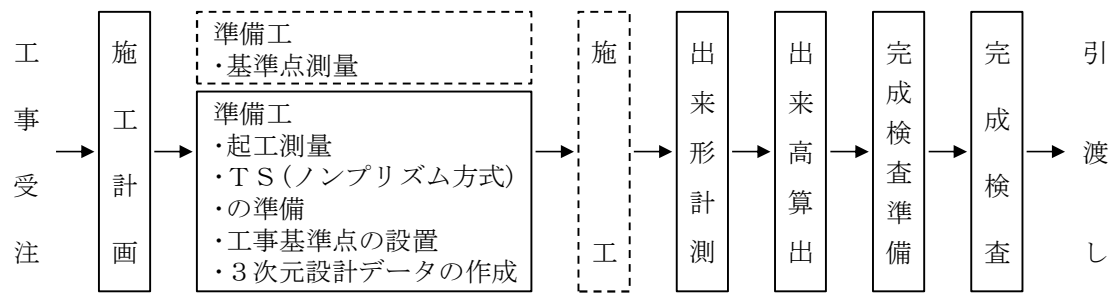 工事受注
施工計画
準備工
・基準点測量
準備工
・起工測量
・ＴＳ(ノンプリズム方式)
・の準備
・工事基準点の設置
・３次元設計データの作成
施工
出来形計測
出来高算出
完成検査準備
完成検査
引渡し